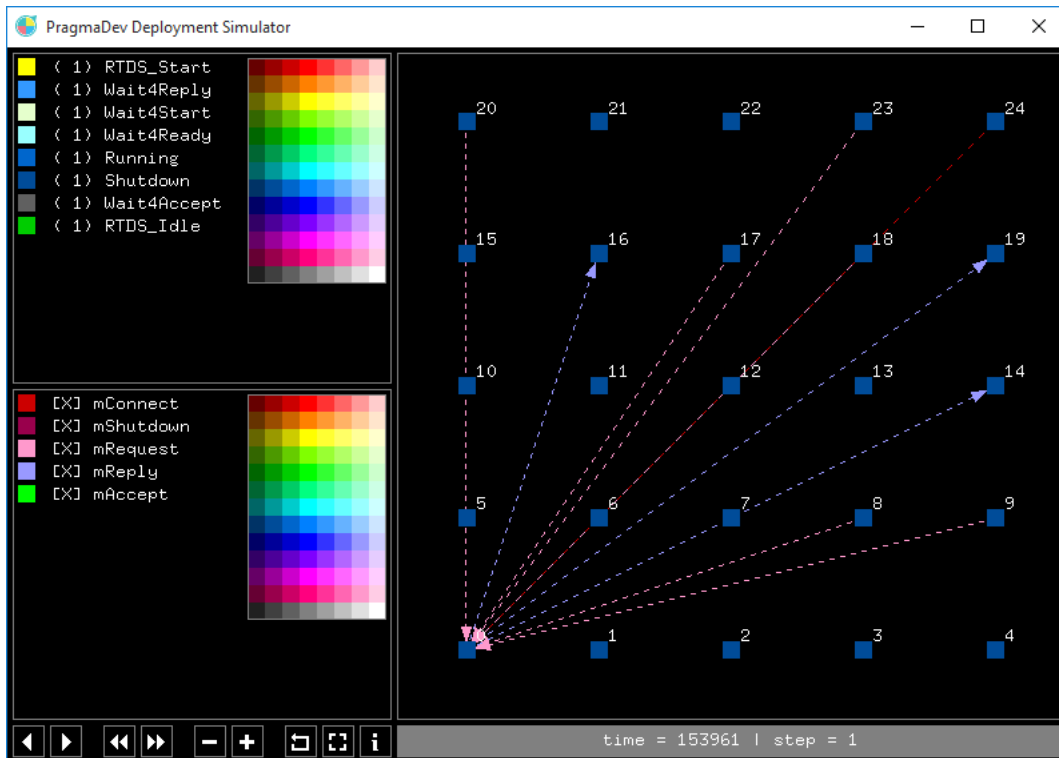 PragmaDev Deployment Simulator
( 1) RTDS_Start
( 1) Wait4Reply
( 1) Wait4Start
( 1) Wait4Ready
( 1) Running
( 1) Shutdown
( 1) Wait4Accept
( 1) RTDS_Idle
[X] mConnect
[X] mShutdown
[X] mRequest
[X] mReply
[X] mAccept
20 21 22 23 24
15 16 17 18 19
10 11 12 13 14
5 6 7 8 9
1 2 3 4
i
time = 153961 | step = 1